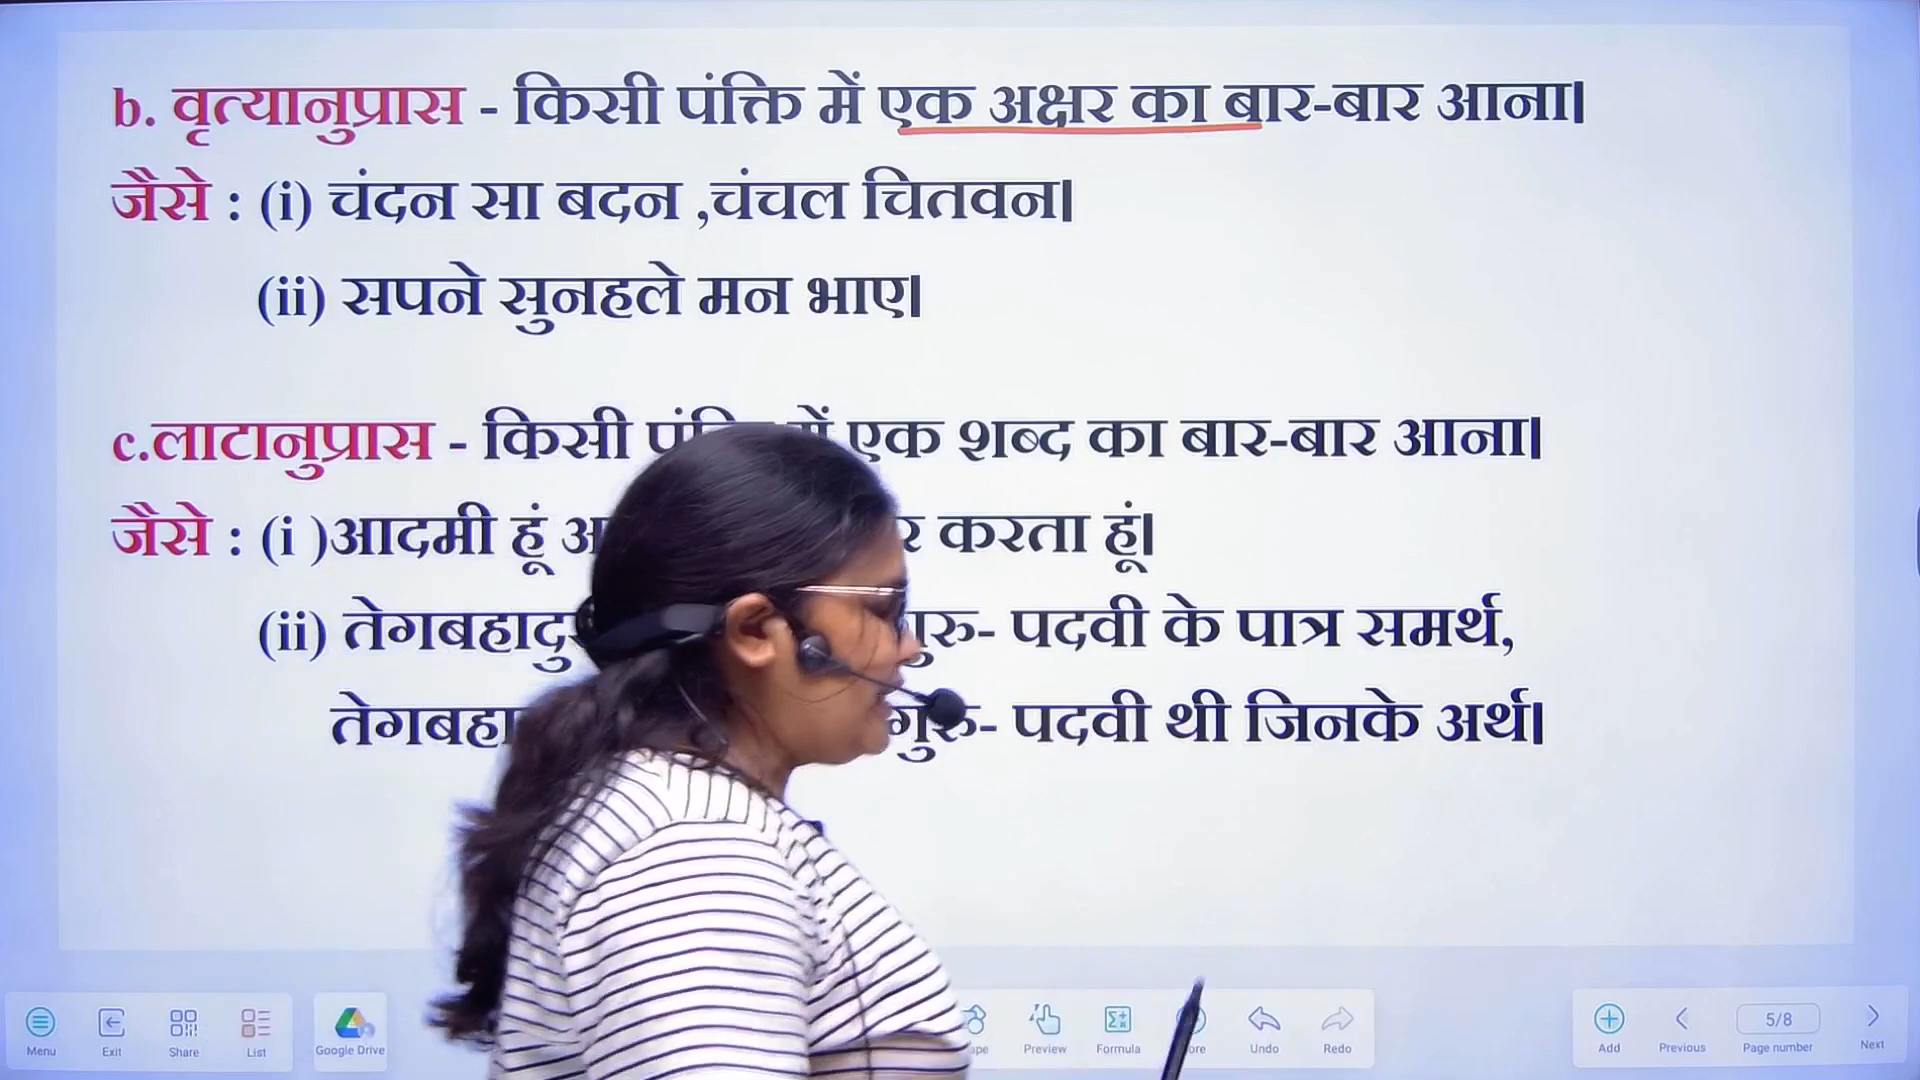 b. वृत्यानुप्रास - किसी पंक्ति में एक अक्षर का बार-बार आना।
जैसे : (i) चंदन सा बदन ,चंचल चितवन।
(ii) सपने सुनहले मन भाए।
c.लाटानुप्रास - किसी में एक शब्द का बार-बार आना।
जैसे : (i )आदमी हूं करता हूं।
(ii) गुरु- पदवी के पात्र समर्थ,
गुरु- पदवी थी जिनके अर्थ।
Menu Exit Share List Google Drive Preview Formula Undo Redo Add Previous 5/8 Page number Next